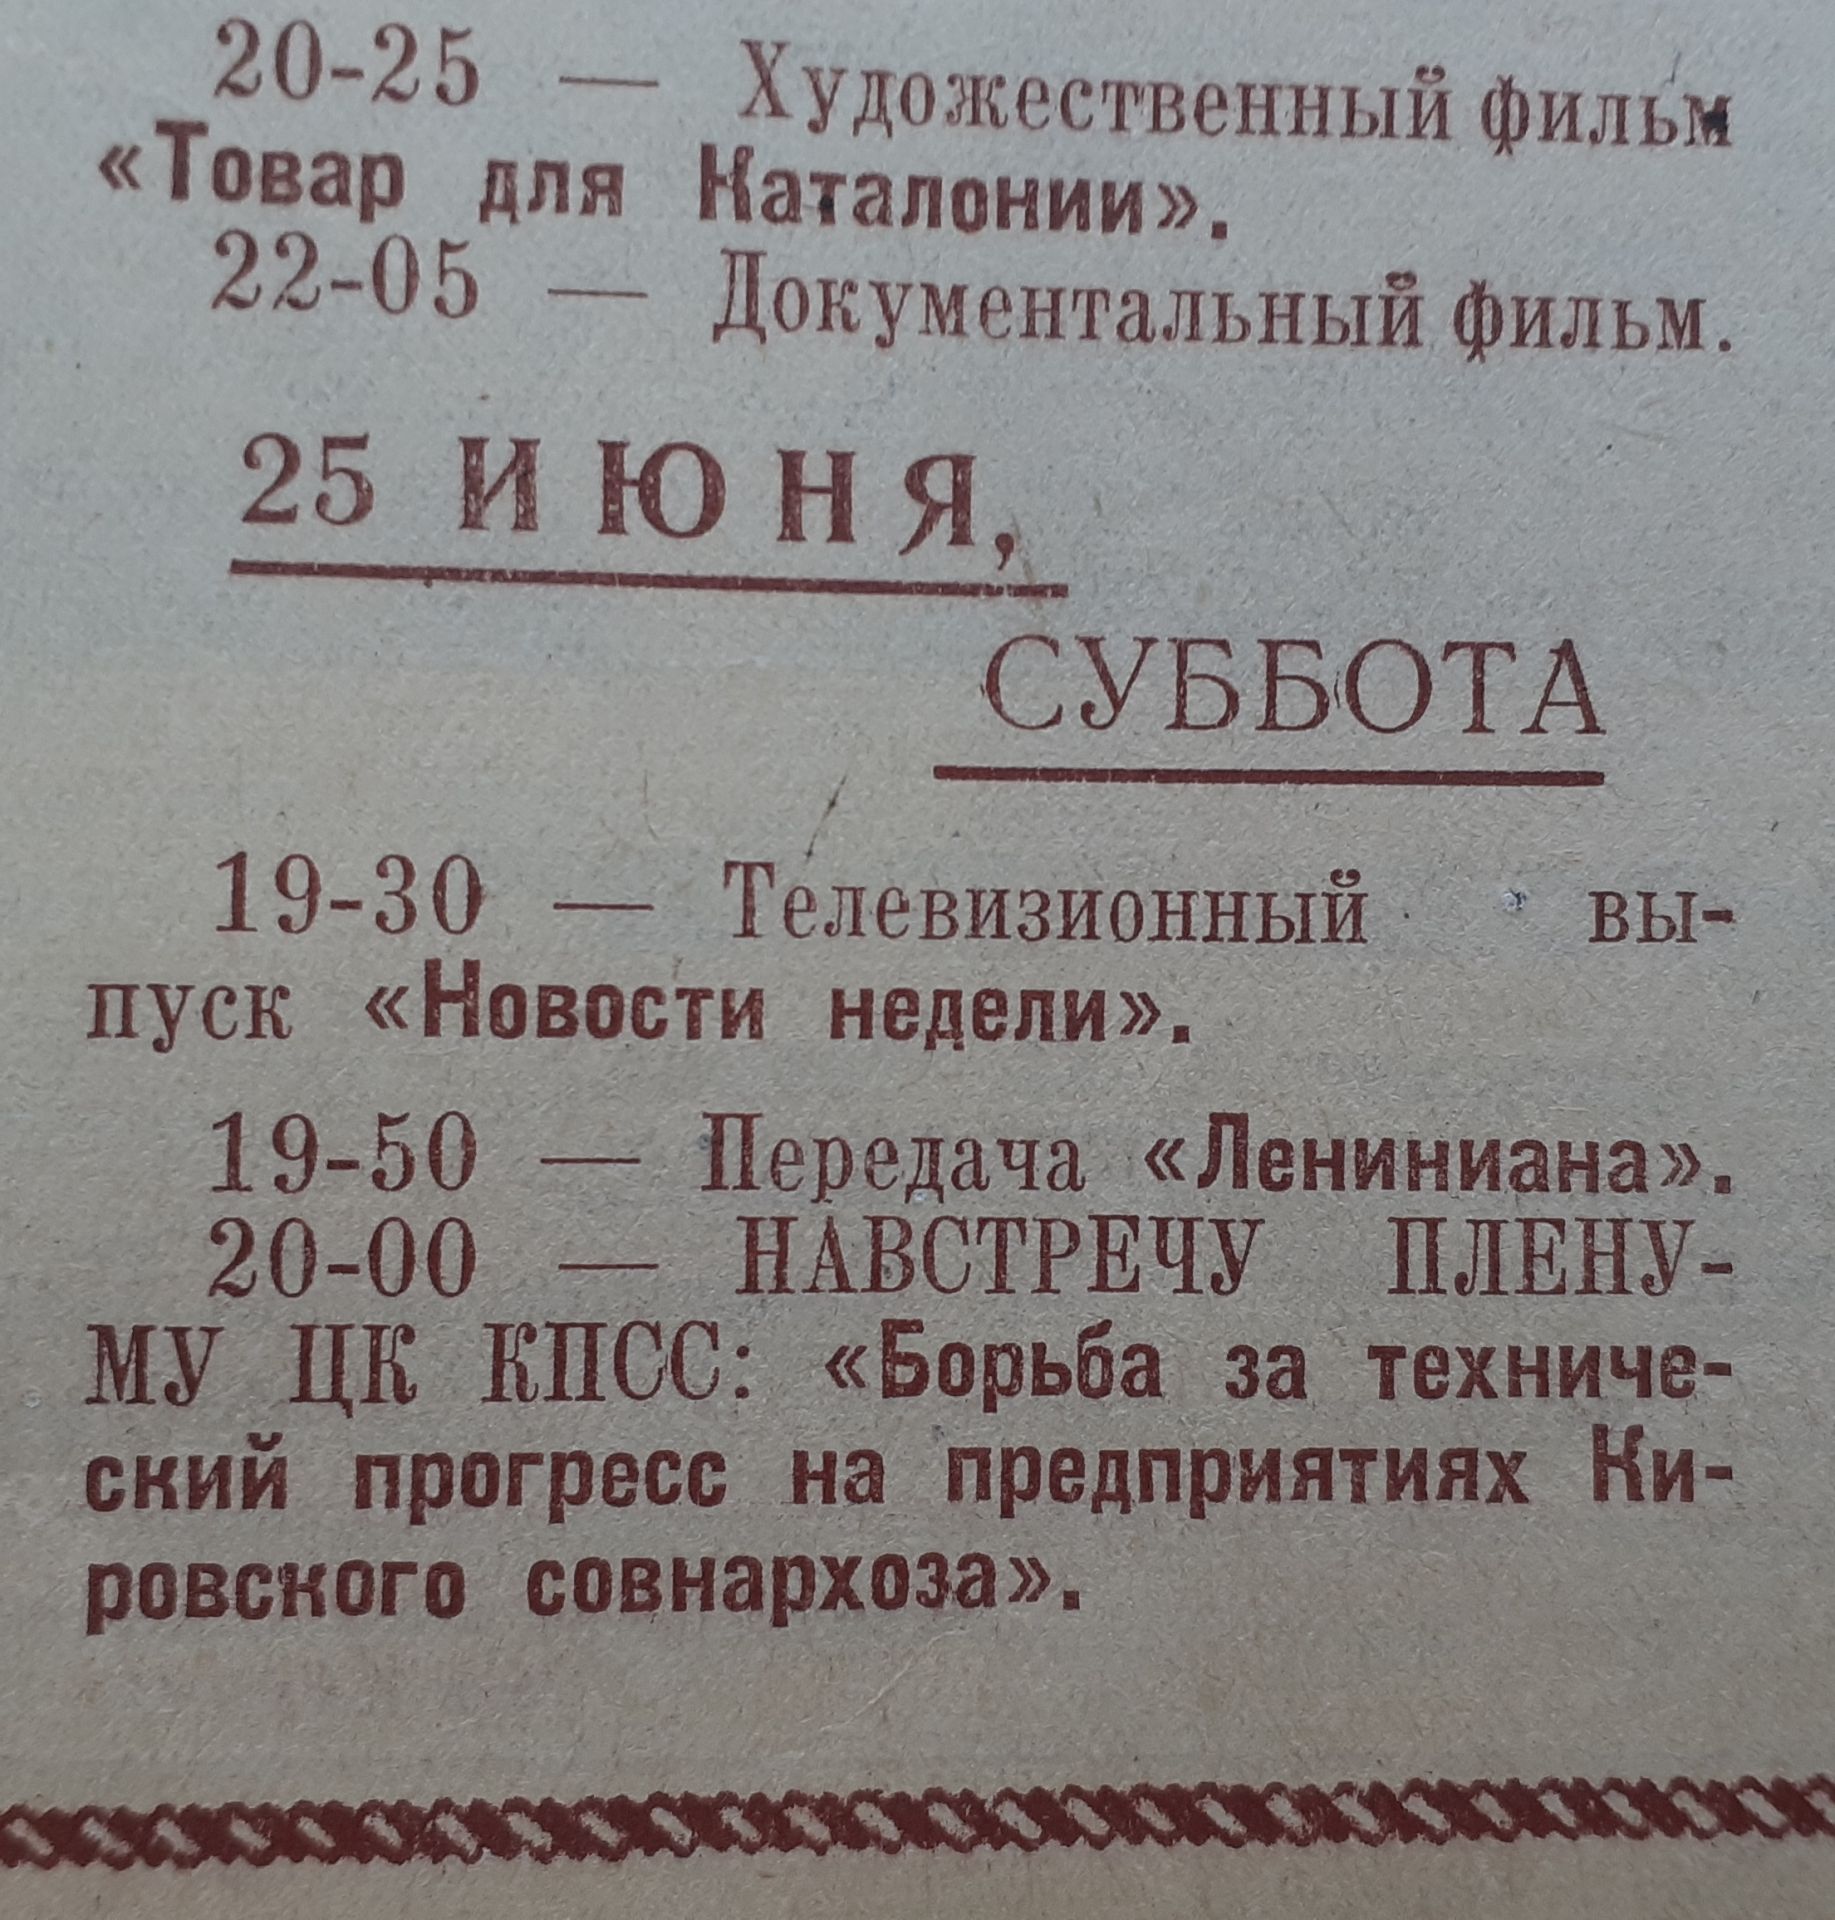 20-25 — Художественный фильм
«Товар для Каталонии».
22-05 — Документальный фильм.
25 ИЮНЯ,
СУББОТА
19-30 — Телевизионный вы-
пуск «Новости недели».
19-50 — Передача «Лениниана».
20-00 — НАВСТРЕЧУ ПЛЕНУ-
МУ ЦК КПСС: «Борьба за техниче-
ский прогресс на предприятиях Ки-
ровского совнархоза».